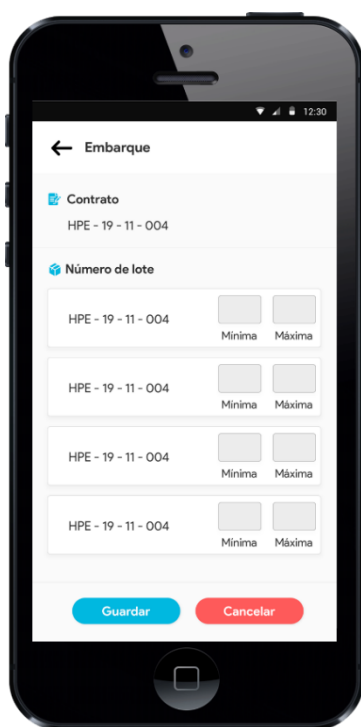 12:30
Embarque
Contrato
HPE - 19 - 11 - 004
Número de lote
HPE - 19 - 11 - 004
Mínima Máxima
HPE - 19 - 11 - 004
Mínima Máxima
HPE - 19 - 11 - 004
Mínima Máxima
HPE - 19 - 11 - 004
Mínima Máxima
Guardar Cancelar